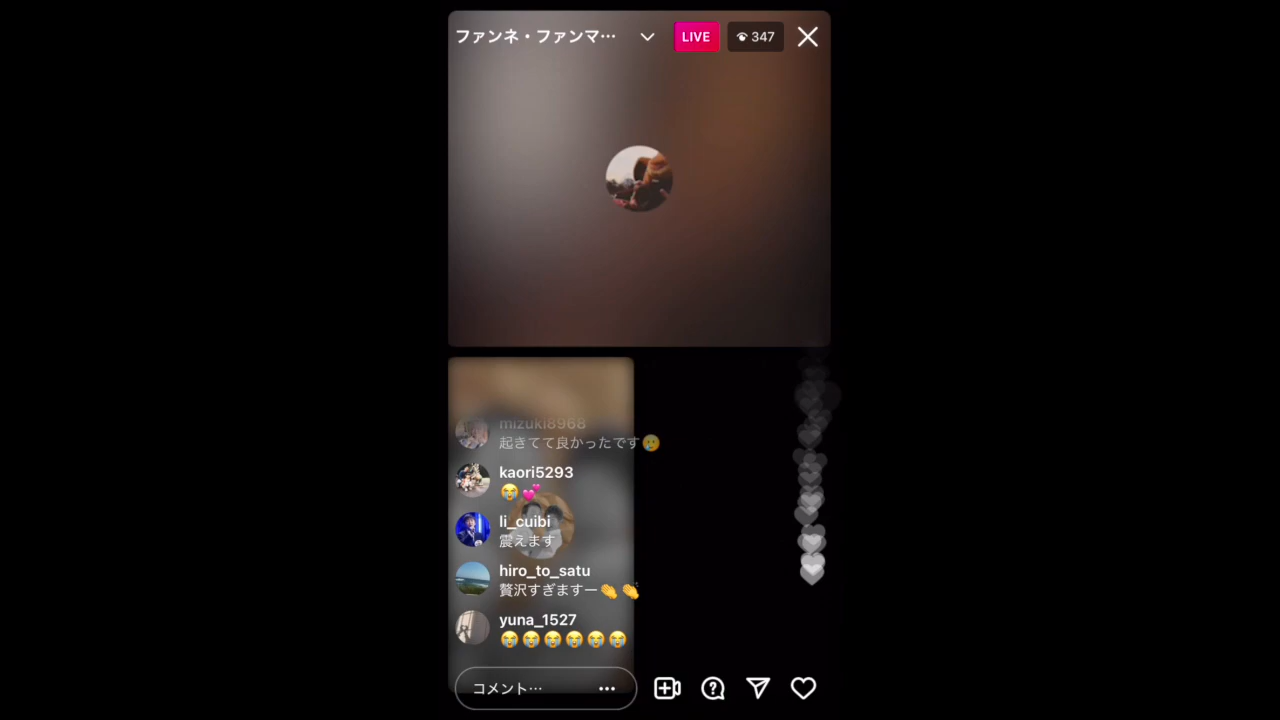 ファンネ・ファンマ…
LIVE
347
mizuki8968
起きてて良かったです🥲
kaori5293
😭💕
li_cuibi
震えます
hiro_to_satu
贅沢すぎますー👏👏
yuna_1527
😭😭😭😭😭😭
コメント…